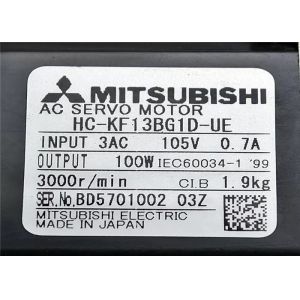 MITSUBISHI
AC SERVO MOTOR
HC-KF13BG1D-UE
INPUT 3AC 105V 0.7A
OUTPUT 100W IEC60034-1 '99
3000r/min Cl.B 1.9kg
SER.No.BD5701002 03Z
MITSUBISHI ELECTRIC
MADE IN JAPAN